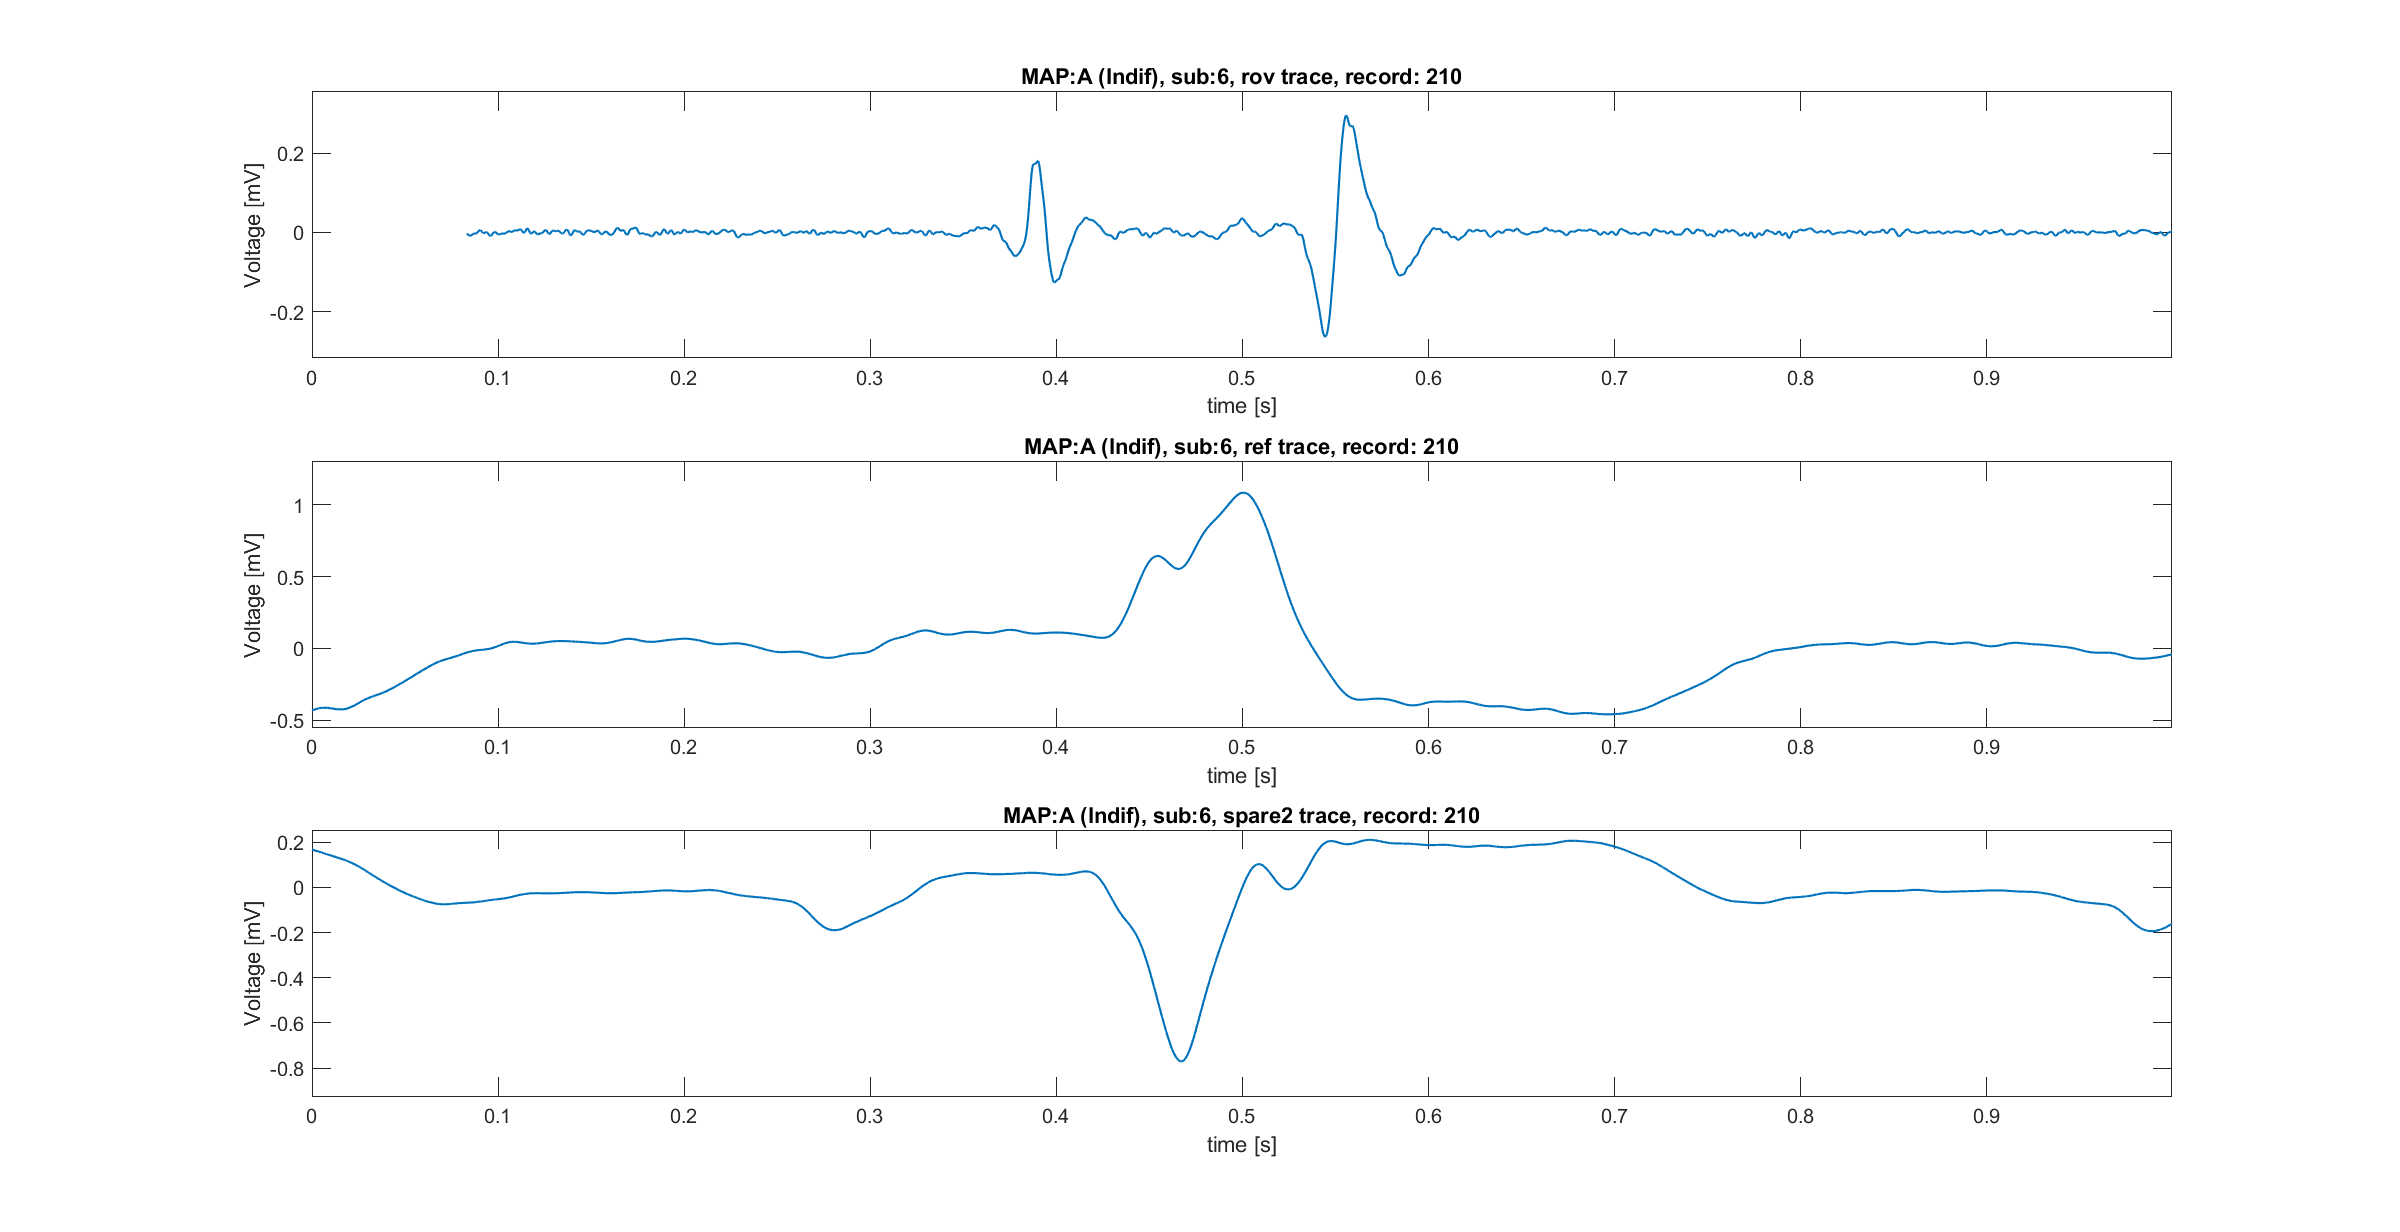 MAP:A (Indif), sub:6, rov trace, record: 210
Voltage [mV]
0.2
0
-0.2
0 0.1 0.2 0.3 0.4 0.5 0.6 0.7 0.8 0.9
time [s]
MAP:A (Indif), sub:6, ref trace, record: 210
Voltage [mV]
1
0.5
0
-0.5
0 0.1 0.2 0.3 0.4 0.5 0.6 0.7 0.8 0.9
time [s]
MAP:A (Indif), sub:6, spare2 trace, record: 210
Voltage [mV]
0.2
0
-0.2
-0.4
-0.6
-0.8
0 0.1 0.2 0.3 0.4 0.5 0.6 0.7 0.8 0.9
time [s]